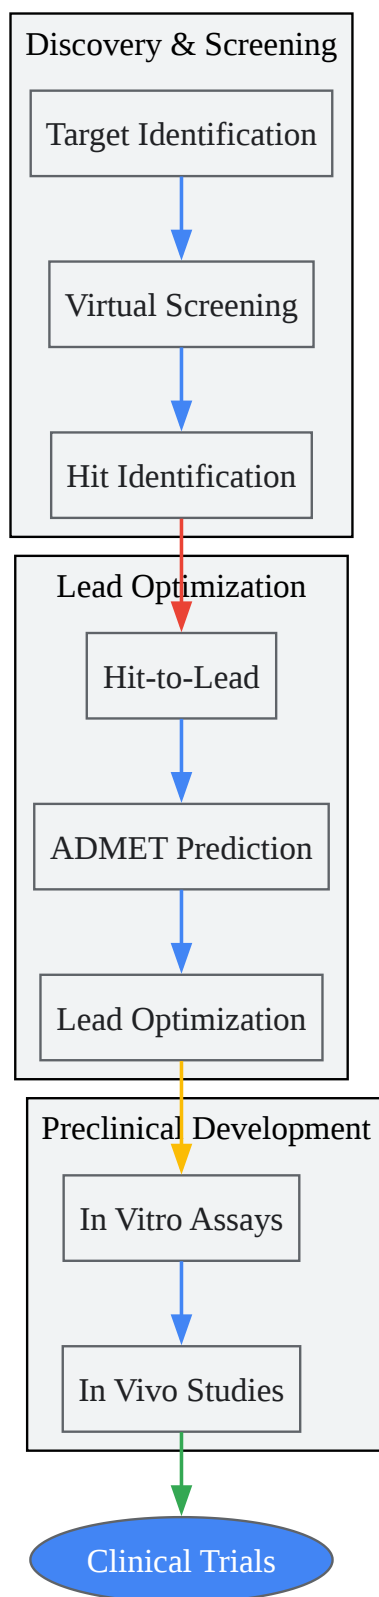 Discovery & Screening
Target Identification
Virtual Screening
Hit Identification
Lead Optimization
Hit-to-Lead
ADMET Prediction
Lead Optimization
Preclinical Development
In Vitro Assays
In Vivo Studies
Clinical Trials